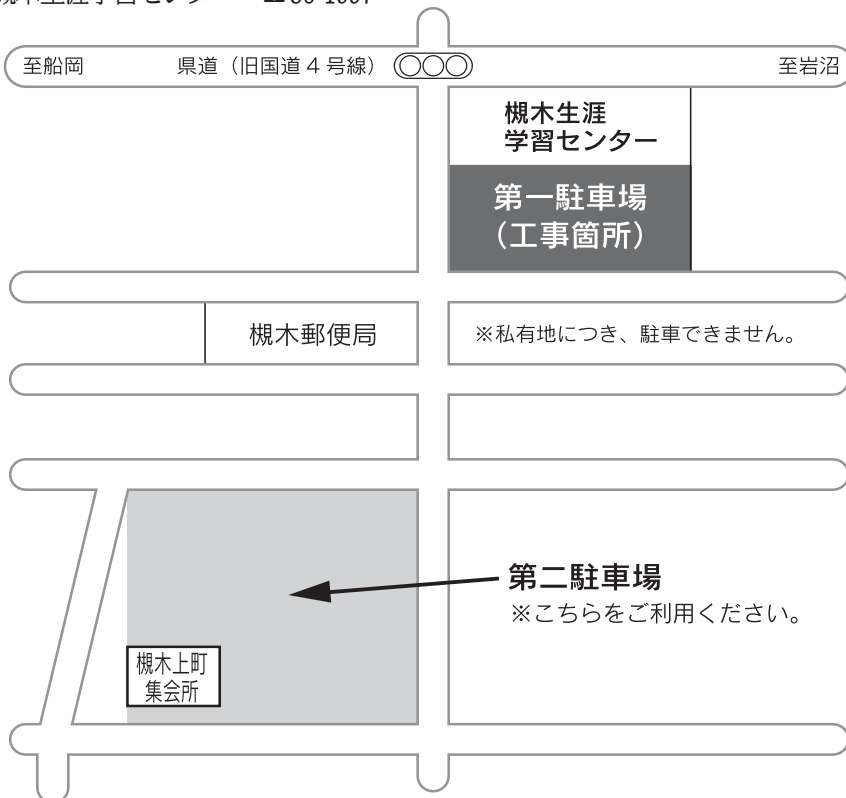 至船岡
県道（旧国道４号線）
至岩沼
槻木生涯
学習センター
第一駐車場
（工事箇所）
槻木郵便局
※私有地につき、駐車できません。
第二駐車場
※こちらをご利用ください。
槻木上町
集会所